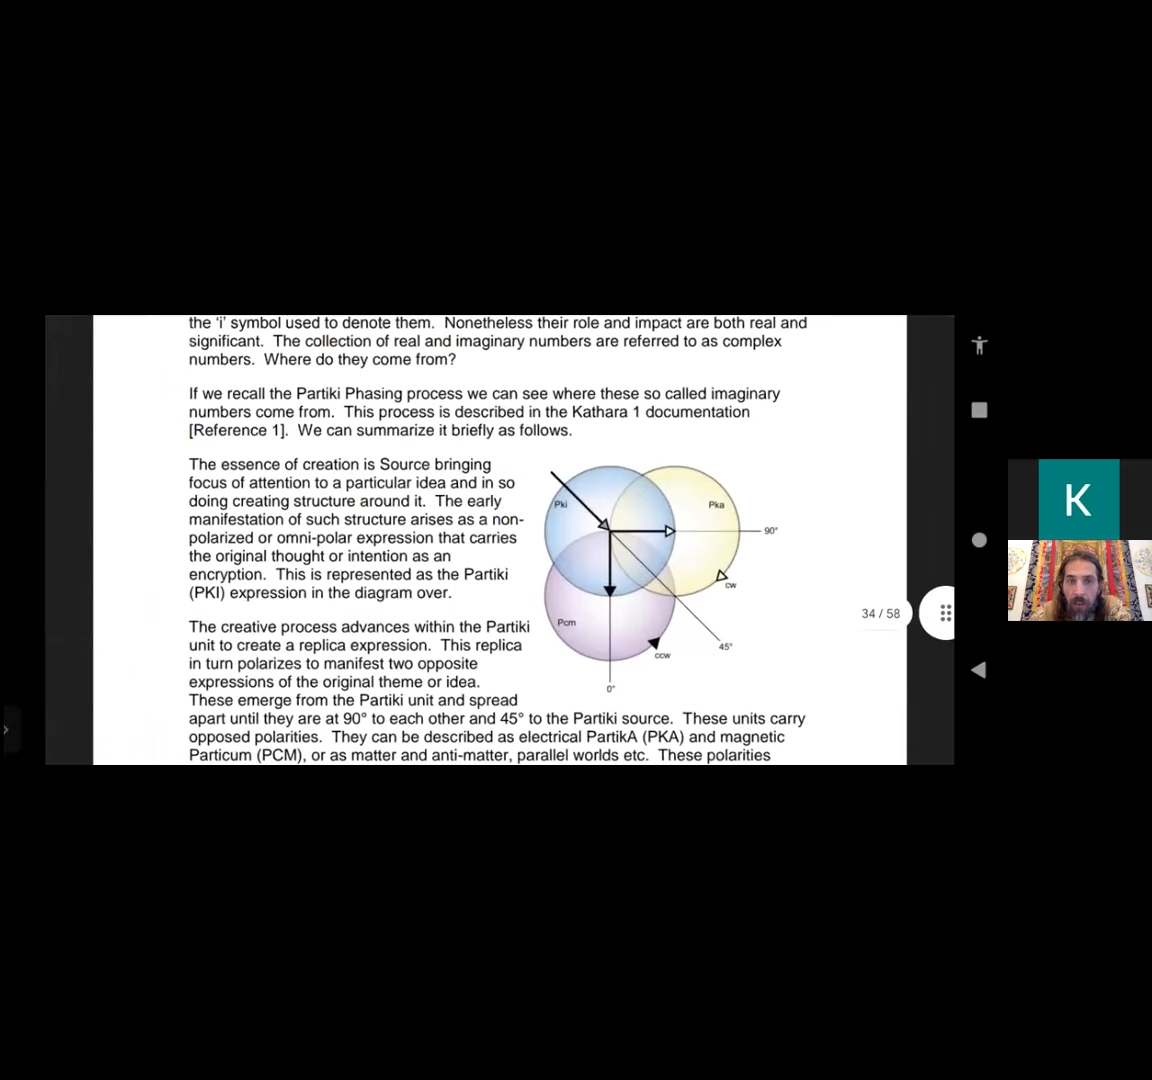 the 'i' symbol used to denote them.  Nonetheless their role and impact are both real and
significant.  The collection of real and imaginary numbers are referred to as complex
numbers.  Where do they come from?
If we recall the Partiki Phasing process we can see where these so called imaginary
numbers come from.  This process is described in the Kathara 1 documentation
[Reference 1].  We can summarize it briefly as follows.
The essence of creation is Source bringing
focus of attention to a particular idea and in so
doing creating structure around it.  The early
manifestation of such structure arises as a non-
polarized or omni-polar expression that carries
the original thought or intention as an
encryption.  This is represented as the Partiki
(PKI) expression in the diagram over.
The creative process advances within the Partiki
unit to create a replica expression.  This replica
in turn polarizes to manifest two opposite
expressions of the original theme or idea.
These emerge from the Partiki unit and spread
apart until they are at 90° to each other and 45° to the Partiki source.  These units carry
opposed polarities.  They can be described as electrical PartikA (PKA) and magnetic
Particum (PCM), or as matter and anti-matter, parallel worlds etc.  These polarities
Pki
Pka
90°
cw
Pcm
ccw
45°
0°
34 / 58
K